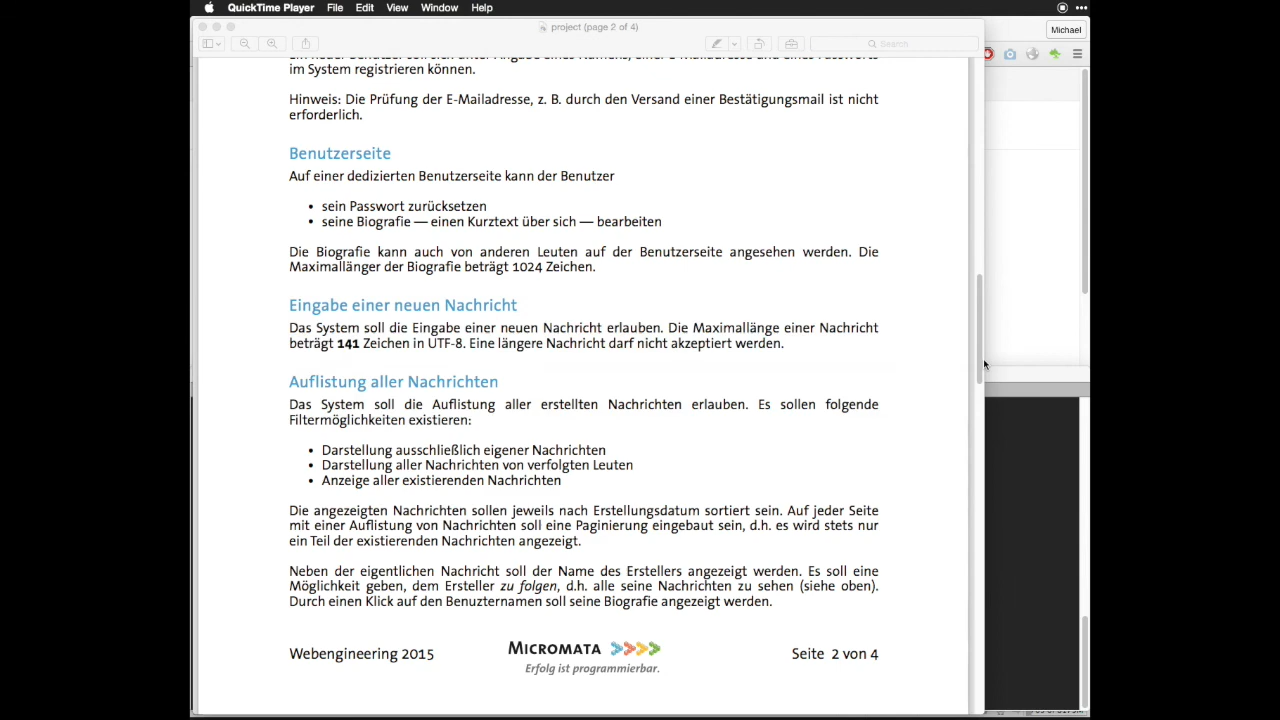 QuickTime Player File Edit View Window Help
project (page 2 of 4)
Michael
Search
im System registrieren können.
Hinweis: Die Prüfung der E-Mailadresse, z. B. durch den Versand einer Bestätigungsmail ist nicht
erforderlich.
Benutzerseite
Auf einer dedizierten Benutzerseite kann der Benutzer
• sein Passwort zurücksetzen
• seine Biografie — einen Kurztext über sich — bearbeiten
Die Biografie kann auch von anderen Leuten auf der Benutzerseite angesehen werden. Die
Maximallänger der Biografie beträgt 1024 Zeichen.
Eingabe einer neuen Nachricht
Das System soll die Eingabe einer neuen Nachricht erlauben. Die Maximallänge einer Nachricht
beträgt 141 Zeichen in UTF-8. Eine längere Nachricht darf nicht akzeptiert werden.
Auflistung aller Nachrichten
Das System soll die Auflistung aller erstellten Nachrichten erlauben. Es sollen folgende
Filtermöglichkeiten existieren:
• Darstellung ausschließlich eigener Nachrichten
• Darstellung aller Nachrichten von verfolgten Leuten
• Anzeige aller existierenden Nachrichten
Die angezeigten Nachrichten sollen jeweils nach Erstellungsdatum sortiert sein. Auf jeder Seite
mit einer Auflistung von Nachrichten soll eine Paginierung eingebaut sein, d.h. es wird stets nur
ein Teil der existierenden Nachrichten angezeigt.
Neben der eigentlichen Nachricht soll der Name des Erstellers angezeigt werden. Es soll eine
Möglichkeit geben, dem Ersteller zu folgen, d.h. alle seine Nachrichten zu sehen (siehe oben).
Durch einen Klick auf den Benuzternamen soll seine Biografie angezeigt werden.
Webengineering 2015
MICROMATA
Erfolg ist programmierbar.
Seite 2 von 4